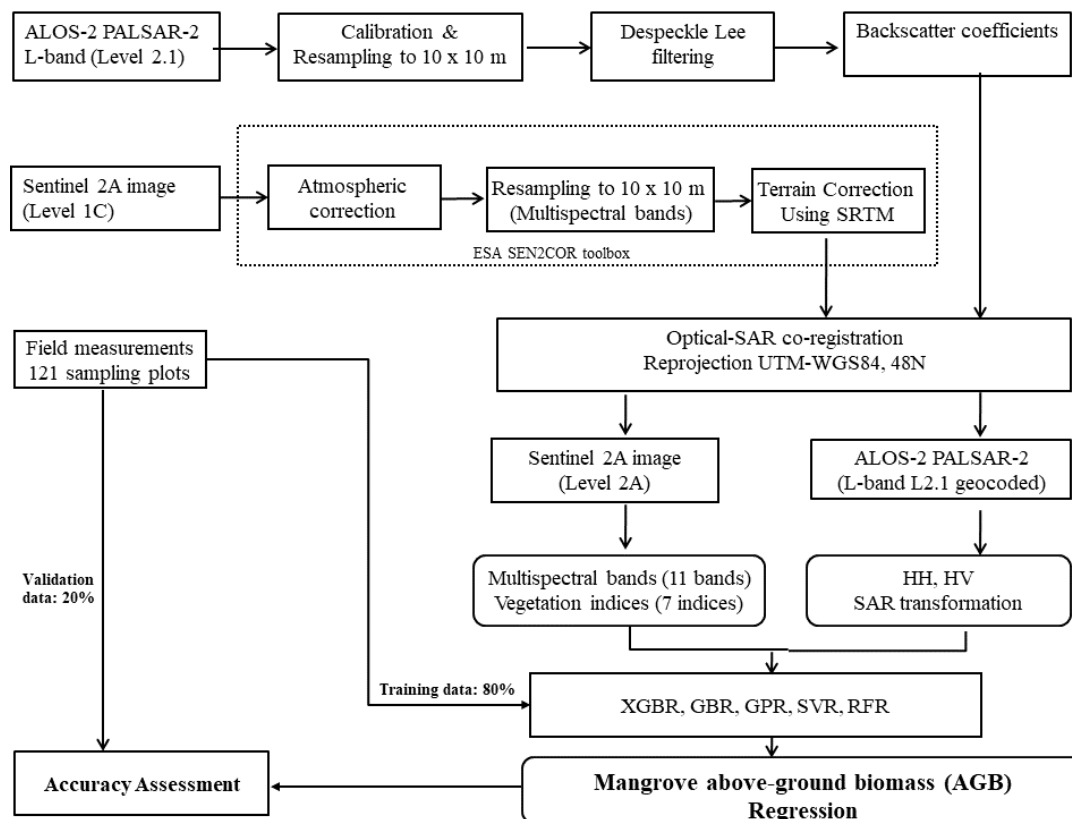 ALOS-2 PALSAR-2
L-band (Level 2.1)
Calibration &
Resampling to 10 x 10 m
Despeckle Lee
filtering
Backscatter coefficients
Sentinel 2A image
(Level 1C)
Atmospheric
correction
Resampling to 10 x 10 m
(Multispectral bands)
Terrain Correction
Using SRTM
ESA SEN2COR toolbox
Field measurements
121 sampling plots
Optical-SAR co-registration
Reprojection UTM-WGS84, 48N
Sentinel 2A image
(Level 2A)
ALOS-2 PALSAR-2
(L-band L2.1 geocoded)
Validation
data: 20%
Multispectral bands (11 bands)
Vegetation indices (7 indices)
HH, HV
SAR transformation
Training data: 80%
XGBR, GBR, GPR, SVR, RFR
Accuracy Assessment
Mangrove above-ground biomass (AGB)
Regression